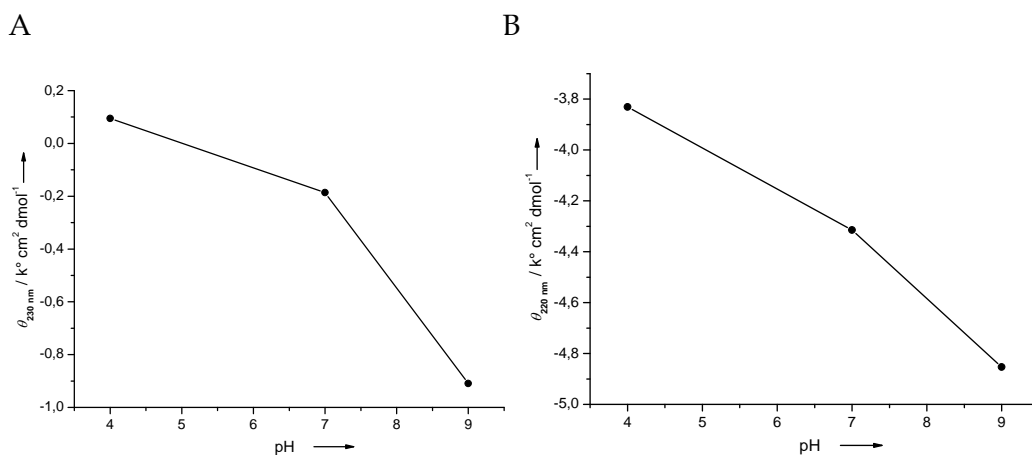 A
B
0,2
0,0
-0,2
-0,4
-0,6
-0,8
-1,0
θ230 nm / k° cm² dmol⁻¹
4 5 6 7 8 9
pH
-3,8
-4,0
-4,2
-4,4
-4,6
-4,8
-5,0
θ220 nm / k° cm² dmol⁻¹
4 5 6 7 8 9
pH